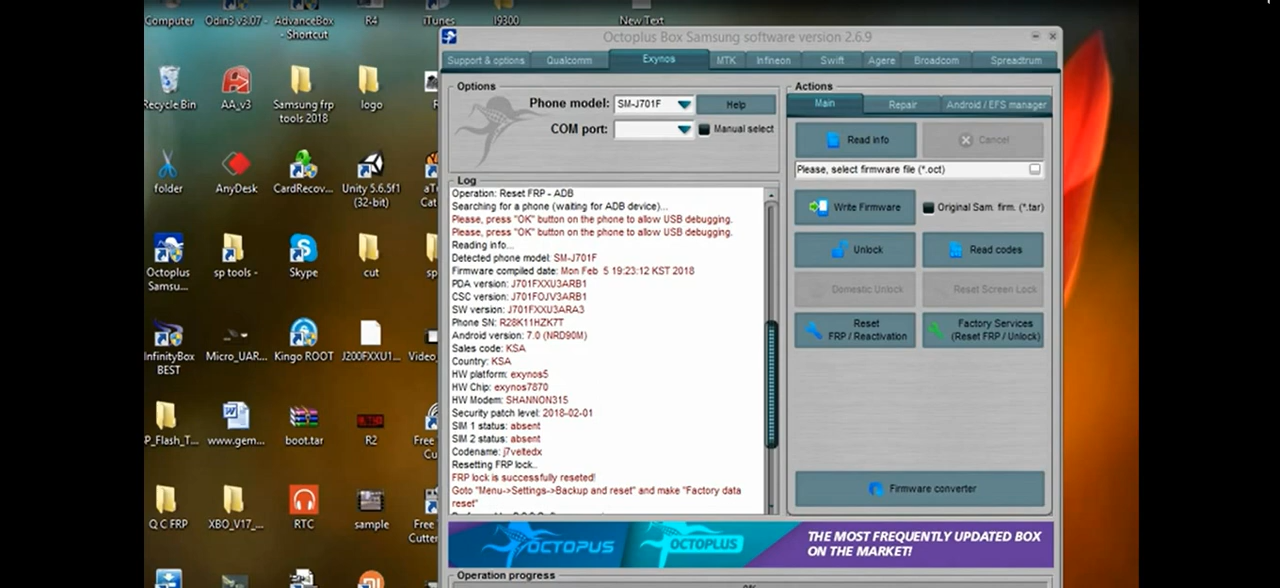 Computer
Odin3 v3.07 -
AdvanceBox
- Shortcut
R4
iTunes
I9300
New Text
Recycle Bin
AA_v3
Samsung frp
tools 2018
logo
folder
AnyDesk
CardRecov...
Unity 5.6.5f1
(32-bit)
Octoplus
Samsu...
sp tools -
Skype
cut
InfinityBox
BEST
Micro_UAR...
Kingo ROOT
J200FXXU1...
Video_
P_Flash_T...
www.gem...
boot.tar
R2
Free
Q C FRP
XBO_V17_...
RTC
sample
Free
Cutter
Octoplus Box Samsung software version 2.6.9
Support & options
Qualcomm
Exynos
MTK
Infineon
Swift
Agere
Broadcom
Spreadtrum
Options
Phone model: SM-J701F
Help
COM port:
Manual select
Log
Operation: Reset FRP - ADB
Searching for a phone (waiting for ADB device)...
Please, press "OK" button on the phone to allow USB debugging.
Please, press "OK" button on the phone to allow USB debugging.
Reading info...
Detected phone model: SM-J701F
Firmware compiled date: Mon Feb 5 19:23:12 KST 2018
PDA version: J701FXXU3ARB1
CSC version: J701FOJV3ARB1
SW version: J701FXXU3ARA3
Phone SN: R28K11HZK7T
Android version: 7.0 (NRD90M)
Sales code: KSA
Country: KSA
HW platform: exynos5
HW Chip: exynos7870
HW Modem: SHANNON315
Security patch level: 2018-02-01
SIM 1 status: absent
SIM 2 status: absent
Codename: j7veltedx
Resetting FRP lock..
FRP lock is successfully reseted!
Goto "Menu->Settings->Backup and reset" and make "Factory data
reset"
Actions
Main
Repair
Android / EFS manager
Read info
Cancel
Please, select firmware file (*.oct)
Write Firmware
Original Sam. firm. (*.tar)
Unlock
Read codes
Domestic Unlock
Reset Screen Lock
Reset
FRP / Reactivation
Factory Services
(Reset FRP / Unlock)
Firmware converter
OCTOPUS
OCTOPLUS
THE MOST FREQUENTLY UPDATED BOX
ON THE MARKET!
Operation progress